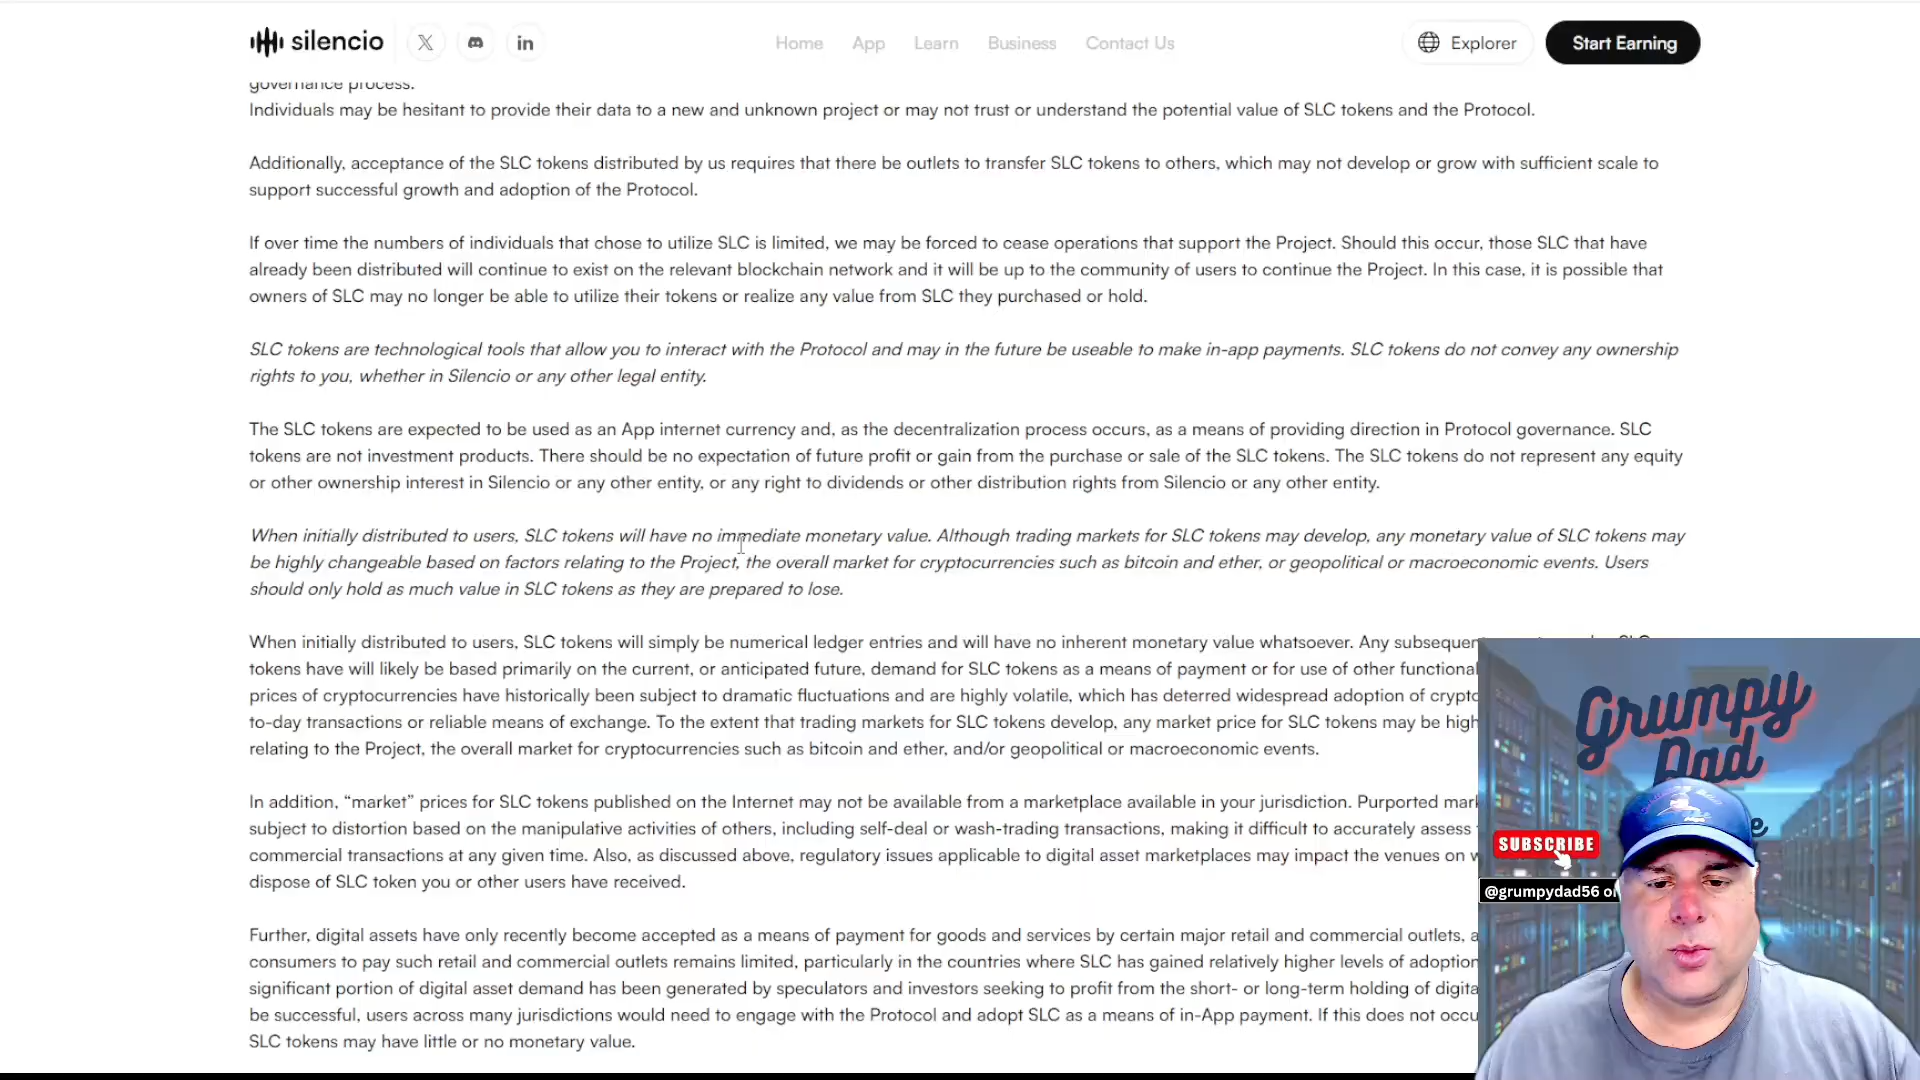 silencio
Home App Learn Business Contact Us
Explorer
Start Earning
governance process.
Individuals may be hesitant to provide their data to a new and unknown project or may not trust or understand the potential value of SLC tokens and the Protocol.
Additionally, acceptance of the SLC tokens distributed by us requires that there be outlets to transfer SLC tokens to others, which may not develop or grow with sufficient scale to
support successful growth and adoption of the Protocol.
If over time the numbers of individuals that chose to utilize SLC is limited, we may be forced to cease operations that support the Project. Should this occur, those SLC that have
already been distributed will continue to exist on the relevant blockchain network and it will be up to the community of users to continue the Project. In this case, it is possible that
owners of SLC may no longer be able to utilize their tokens or realize any value from SLC they purchased or hold.
SLC tokens are technological tools that allow you to interact with the Protocol and may in the future be useable to make in-app payments. SLC tokens do not convey any ownership
rights to you, whether in Silencio or any other legal entity.
The SLC tokens are expected to be used as an App internet currency and, as the decentralization process occurs, as a means of providing direction in Protocol governance. SLC
tokens are not investment products. There should be no expectation of future profit or gain from the purchase or sale of the SLC tokens. The SLC tokens do not represent any equity
or other ownership interest in Silencio or any other entity, or any right to dividends or other distribution rights from Silencio or any other entity.
When initially distributed to users, SLC tokens will have no immediate monetary value. Although trading markets for SLC tokens may develop, any monetary value of SLC tokens may
be highly changeable based on factors relating to the Project, the overall market for cryptocurrencies such as bitcoin and ether, or geopolitical or macroeconomic events. Users
should only hold as much value in SLC tokens as they are prepared to lose.
When initially distributed to users, SLC tokens will simply be numerical ledger entries and will have no inherent monetary value whatsoever. Any subsequen
tokens have will likely be based primarily on the current, or anticipated future, demand for SLC tokens as a means of payment or for use of other functional
prices of cryptocurrencies have historically been subject to dramatic fluctuations and are highly volatile, which has deterred widespread adoption of crypto
to-day transactions or reliable means of exchange. To the extent that trading markets for SLC tokens develop, any market price for SLC tokens may be high
relating to the Project, the overall market for cryptocurrencies such as bitcoin and ether, and/or geopolitical or macroeconomic events.
In addition, “market” prices for SLC tokens published on the Internet may not be available from a marketplace available in your jurisdiction. Purported mar
subject to distortion based on the manipulative activities of others, including self-deal or wash-trading transactions, making it difficult to accurately assess
commercial transactions at any given time. Also, as discussed above, regulatory issues applicable to digital asset marketplaces may impact the venues on w
dispose of SLC token you or other users have received.
Further, digital assets have only recently become accepted as a means of payment for goods and services by certain major retail and commercial outlets, a
consumers to pay such retail and commercial outlets remains limited, particularly in the countries where SLC has gained relatively higher levels of adoption
significant portion of digital asset demand has been generated by speculators and investors seeking to profit from the short- or long-term holding of digita
be successful, users across many jurisdictions would need to engage with the Protocol and adopt SLC as a means of in-App payment. If this does not occu
SLC tokens may have little or no monetary value.
Grumpy
Dad
SUBSCRIBE
@grumpydad56 o